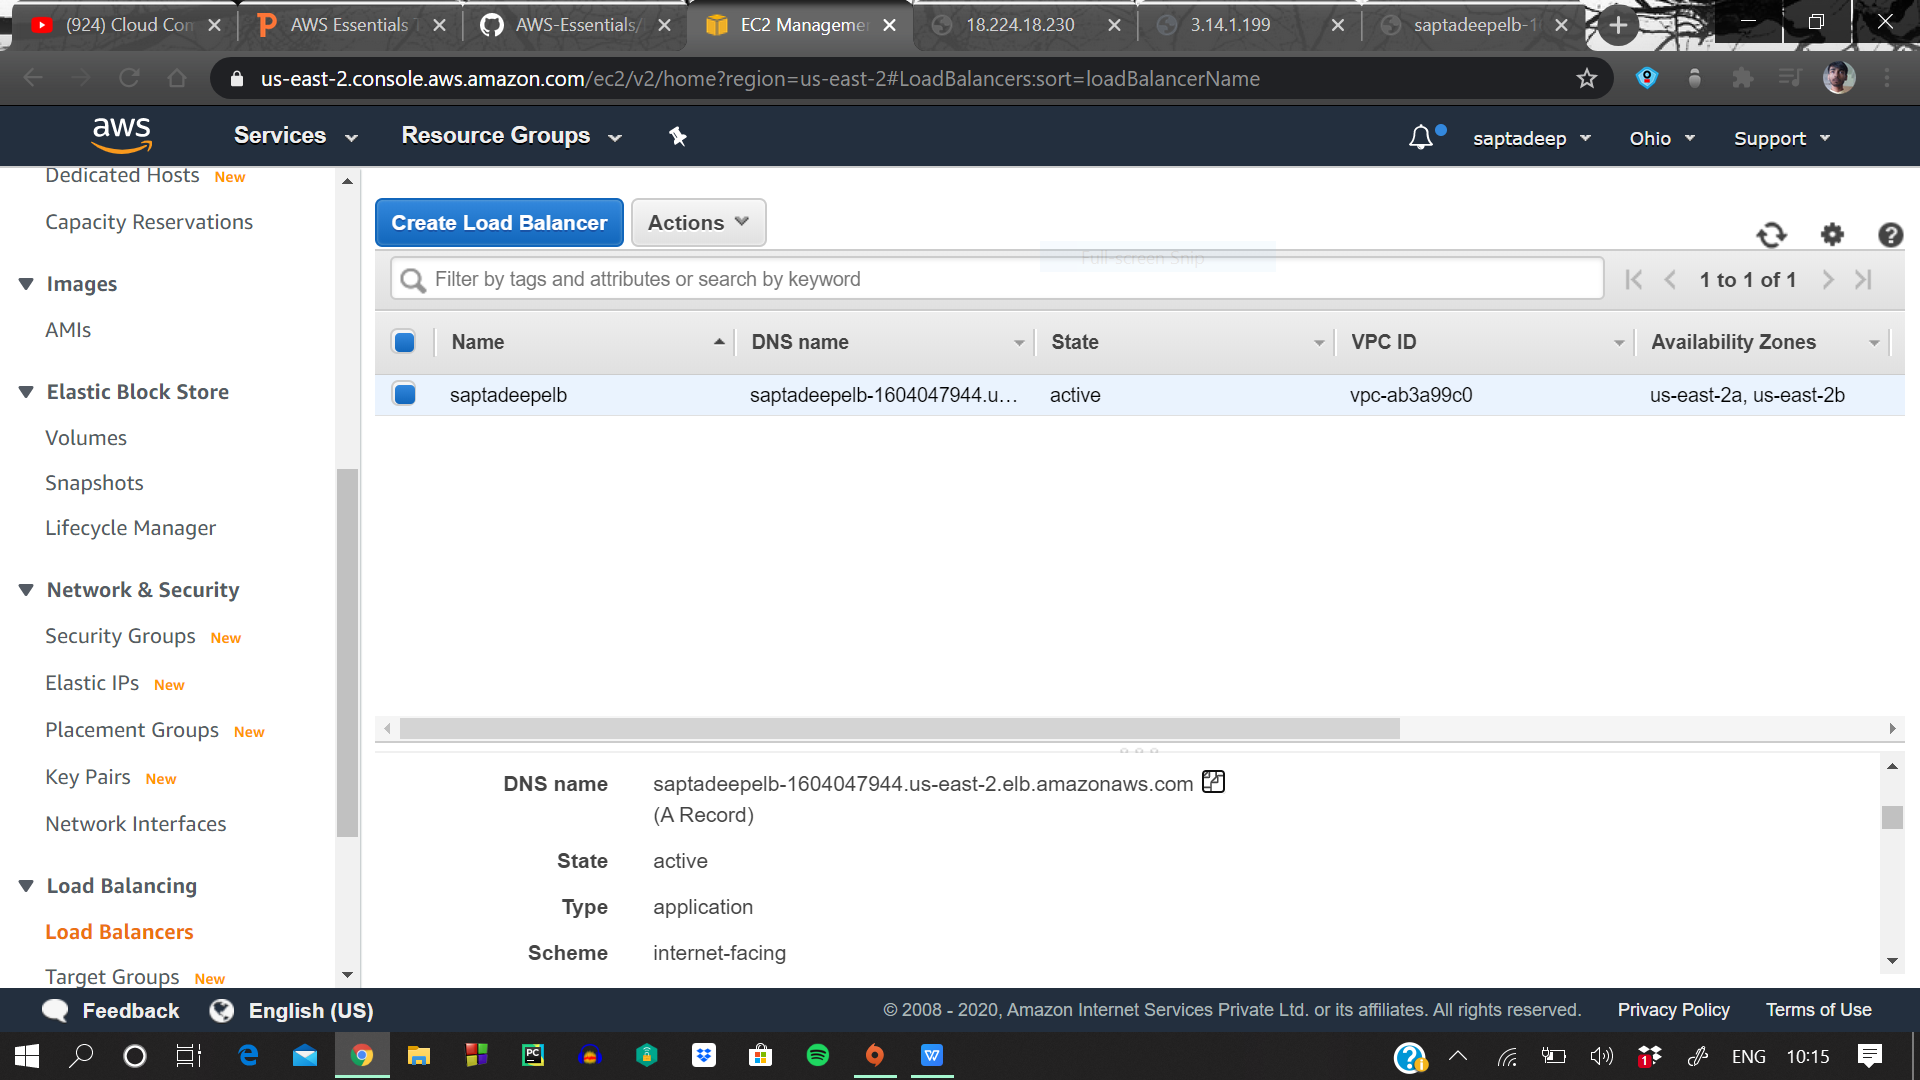 (924) Cloud Con
AWS Essentials
AWS-Essentials/
EC2 Manageme
18.224.18.230
3.14.1.199
saptadeepelb-1
us-east-2.console.aws.amazon.com/ec2/v2/home?region=us-east-2#LoadBalancers:sort=loadBalancerName
aws
Services
Resource Groups
saptadeep
Ohio
Support
Dedicated Hosts New
Capacity Reservations
Images
AMIs
Elastic Block Store
Volumes
Snapshots
Lifecycle Manager
Network & Security
Security Groups New
Elastic IPs New
Placement Groups New
Key Pairs New
Network Interfaces
Load Balancing
Load Balancers
Target Groups New
Create Load Balancer
Actions
Full-screen Snip
Filter by tags and attributes or search by keyword
1 to 1 of 1
Name DNS name State VPC ID Availability Zones
saptadeepelb saptadeepelb-1604047944.u... active vpc-ab3a99c0 us-east-2a, us-east-2b
DNS name saptadeepelb-1604047944.us-east-2.elb.amazonaws.com
(A Record)
State active
Type application
Scheme internet-facing
Feedback
English (US)
© 2008 - 2020, Amazon Internet Services Private Ltd. or its affiliates. All rights reserved.
Privacy Policy
Terms of Use
ENG
10:15